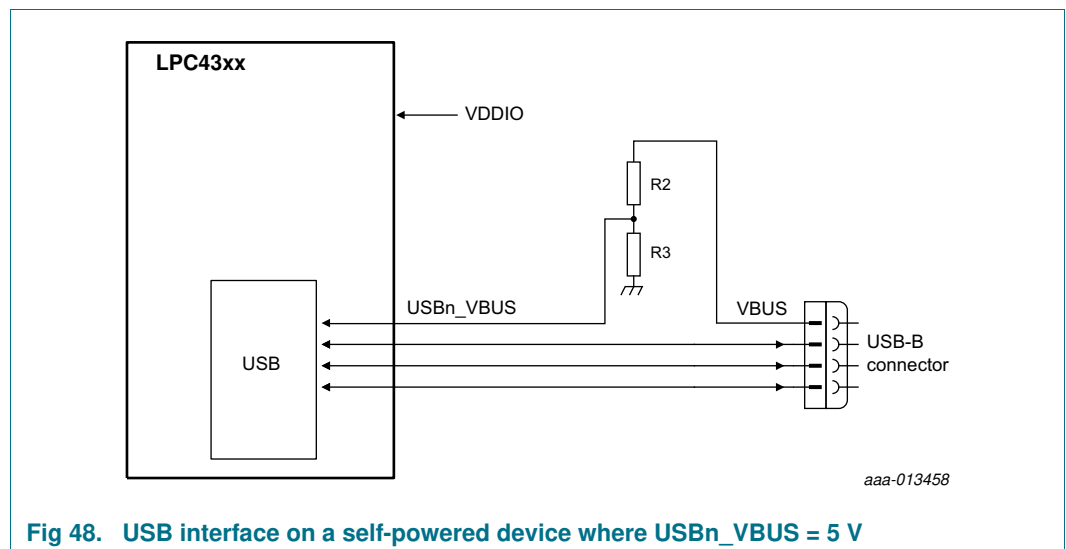 LPC43xx
VDDIO
R2
R3
USBn_VBUS
VBUS
USB
USB-B
connector
aaa-013458
Fig 48. USB interface on a self-powered device where USBn_VBUS = 5 V